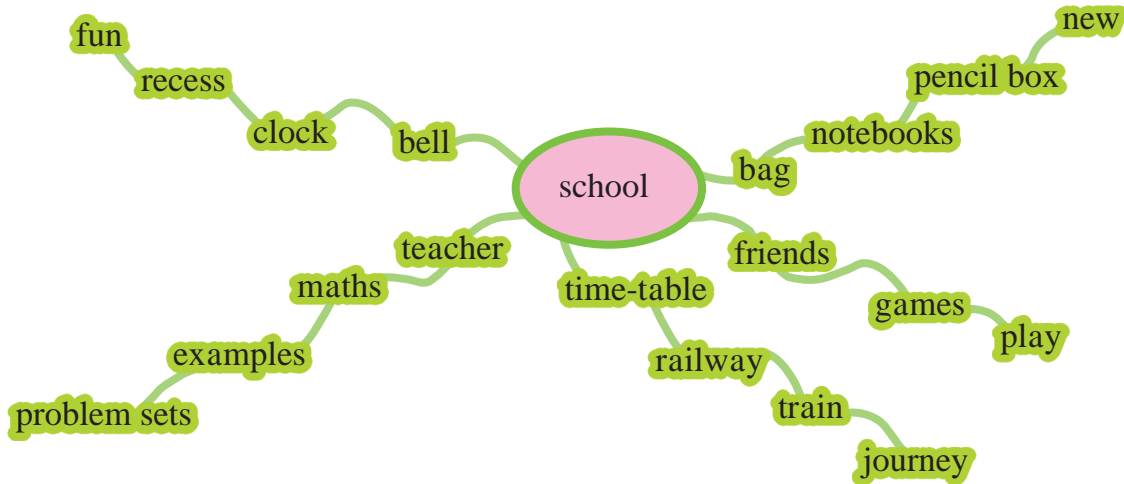 new
fun
pencil box
recess
clock
notebooks
bell
bag
school
teacher
friends
maths
time-table
games
play
examples
railway
problem sets
train
journey